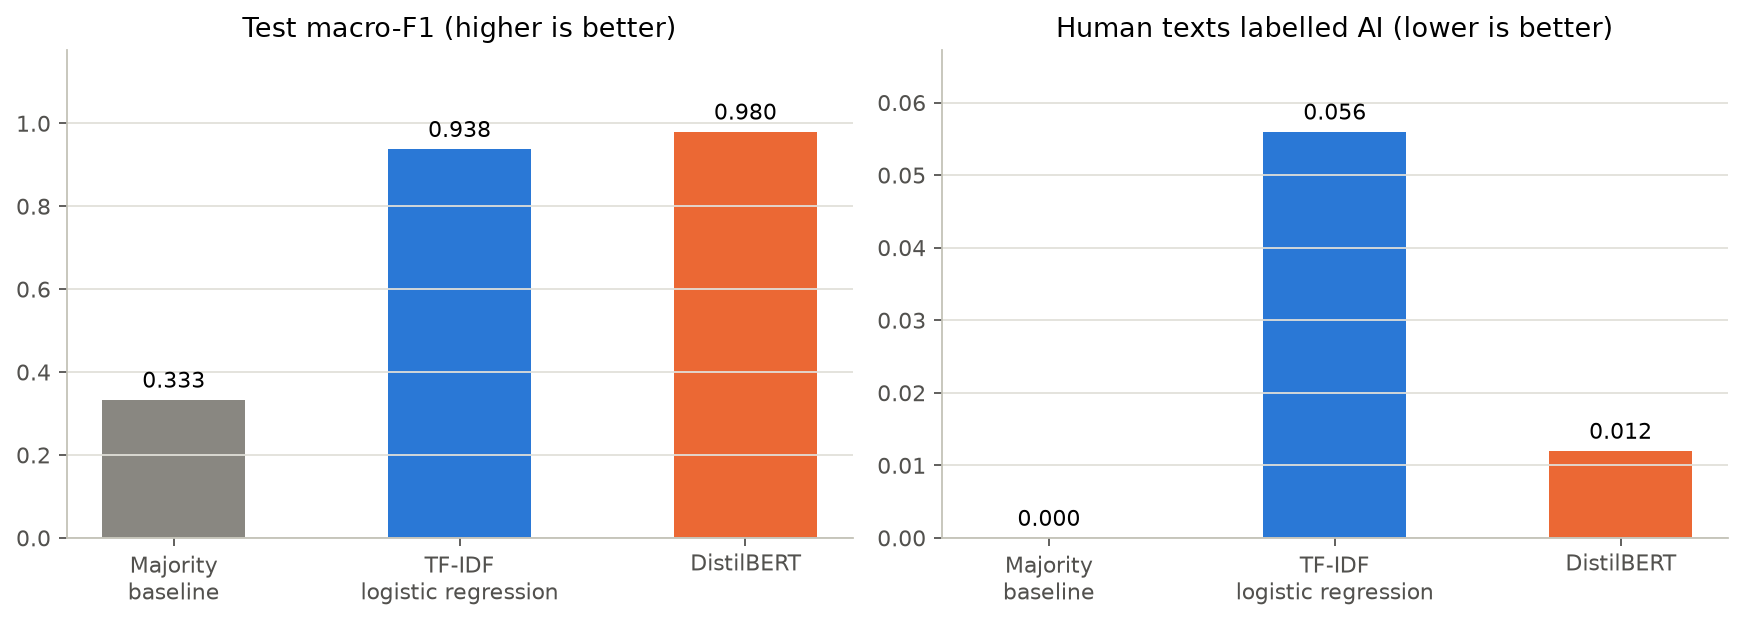 Test macro-F1 (higher is better)
1.0
0.8
0.6
0.4
0.2
0.0
0.333
0.938
0.980
Majority
baseline
TF-IDF
logistic regression
DistilBERT
Human texts labelled AI (lower is better)
0.06
0.05
0.04
0.03
0.02
0.01
0.00
0.000
0.056
0.012
Majority
baseline
TF-IDF
logistic regression
DistilBERT